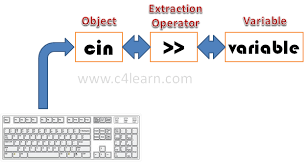 Object Extraction Operator Variable
cin >> variable
www.c4learn.com